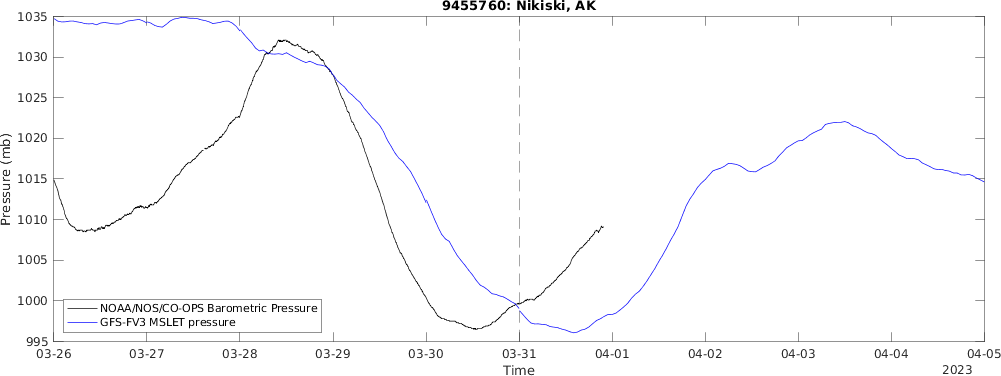 9455760: Nikiski, AK
Pressure (mb)
1035
1030
1025
1020
1015
1010
1005
1000
995
NOAA/NOS/CO-OPS Barometric Pressure
GFS-FV3 MSLET pressure
03-26 03-27 03-28 03-29 03-30 03-31 04-01 04-02 04-03 04-04 04-05
Time
2023